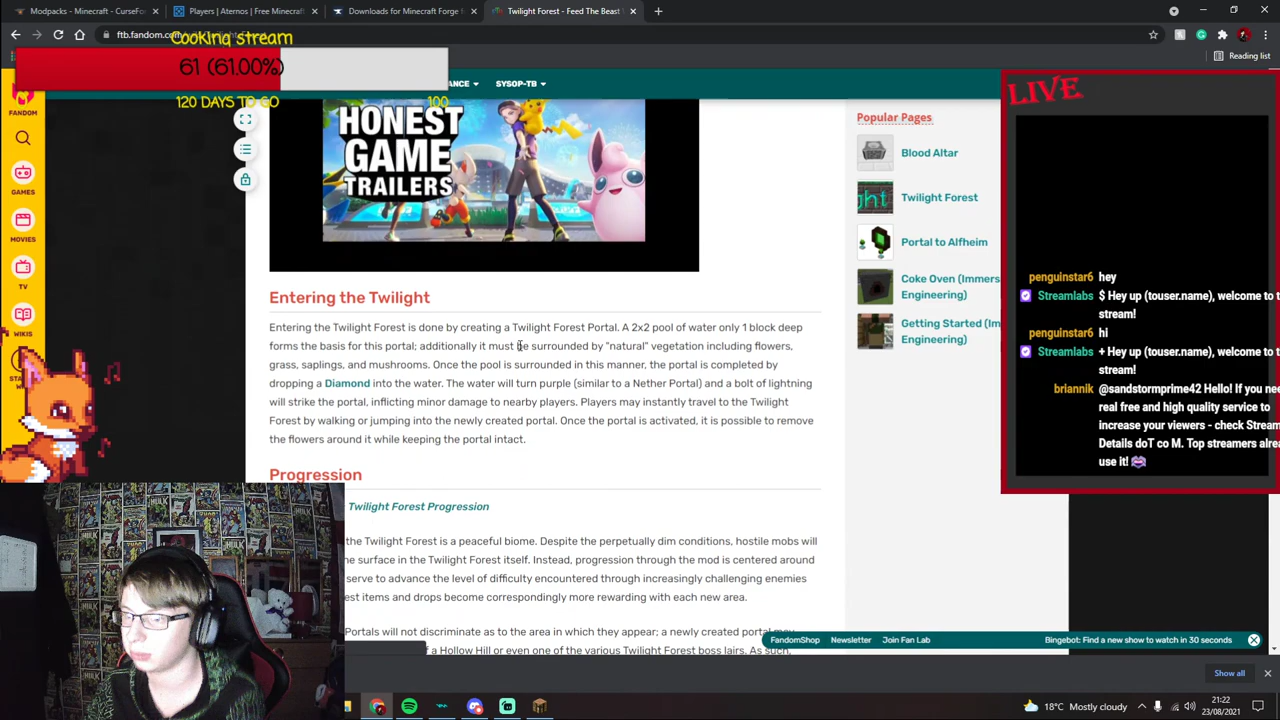 Modpacks - Minecraft - CurseF
Players | Aternos | Free Minecraft
Downloads for Minecraft Forge
Twilight Forest - Feed The Beast
ftb.fandom.com
Reading list
Cooking stream
61 (61.00%)
120 DAYS TO GO
100
ANCE
SYSOP-TB
FANDOM
GAMES
MOVIES
TV
WIKIS
HONEST
GAME
TRAILERS
Popular Pages
Blood Altar
Twilight Forest
Portal to Alfheim
Coke Oven (Immers
Engineering)
Getting Started (Im
Engineering)
Entering the Twilight
Entering the Twilight Forest is done by creating a Twilight Forest Portal. A 2x2 pool of water only 1 block deep
forms the basis for this portal; additionally it must be surrounded by "natural" vegetation including flowers,
grass, saplings, and mushrooms. Once the pool is surrounded in this manner, the portal is completed by
dropping a Diamond into the water. The water will turn purple (similar to a Nether Portal) and a bolt of lightning
will strike the portal, inflicting minor damage to nearby players. Players may instantly travel to the Twilight
Forest by walking or jumping into the newly created portal. Once the portal is activated, it is possible to remove
the flowers around it while keeping the portal intact.
Progression
Twilight Forest Progression
the Twilight Forest is a peaceful biome. Despite the perpetually dim conditions, hostile mobs will
he surface in the Twilight Forest itself. Instead, progression through the mod is centered around
serve to advance the level of difficulty encountered through increasingly challenging enemies
est items and drops become correspondingly more rewarding with each new area.
Portals will not discriminate as to the area in which they appear; a newly created portal may
f a Hollow Hill or even one of the various Twilight Forest boss lairs. As such,
LIVE
penguinstar6 hey
Streamlabs $ Hey up (touser.name), welcome to t
stream!
penguinstar6 hi
Streamlabs + Hey up (touser.name), welcome to t
stream!
briannik @sandstormprime42 Hello! If you nee
real free and high quality service to
increase your viewers - check Stream
Details doT co M. Top streamers alrea
use it!
FandomShop
Newsletter
Join Fan Lab
Bingebot: Find a new show to watch in 30 seconds
Show all
18°C Mostly cloudy
21:22
23/08/2021